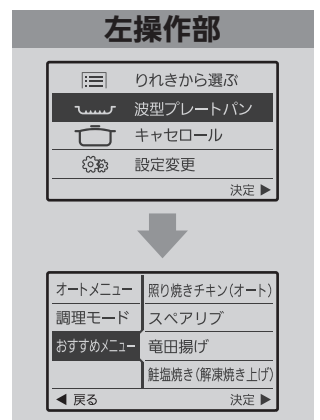 左操作部
りれきから選ぶ
波型プレートパン
キャセロール
設定変更
決定 ▶
オートメニュー 照り焼きチキン(オート)
調理モード スペアリブ
おすすめメニュー 竜田揚げ
鮭塩焼き(解凍焼き上げ)
◀ 戻る 決定 ▶